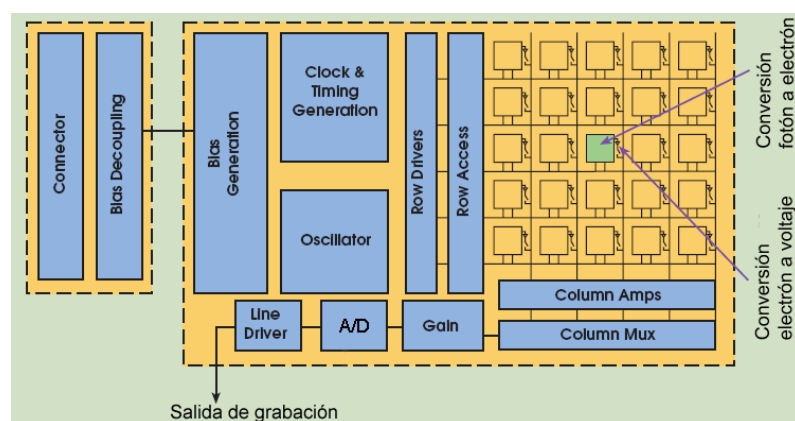 Connector
Bias Decoupling
Bias
Generation
Clock &
Timing
Generation
Oscillator
Row Drivers
Row Access
Conversión
fotón a electrón
Conversión
electrón a voltaje
Column Amps
Line
Driver
A/D
Gain
Column Mux
Salida de grabación